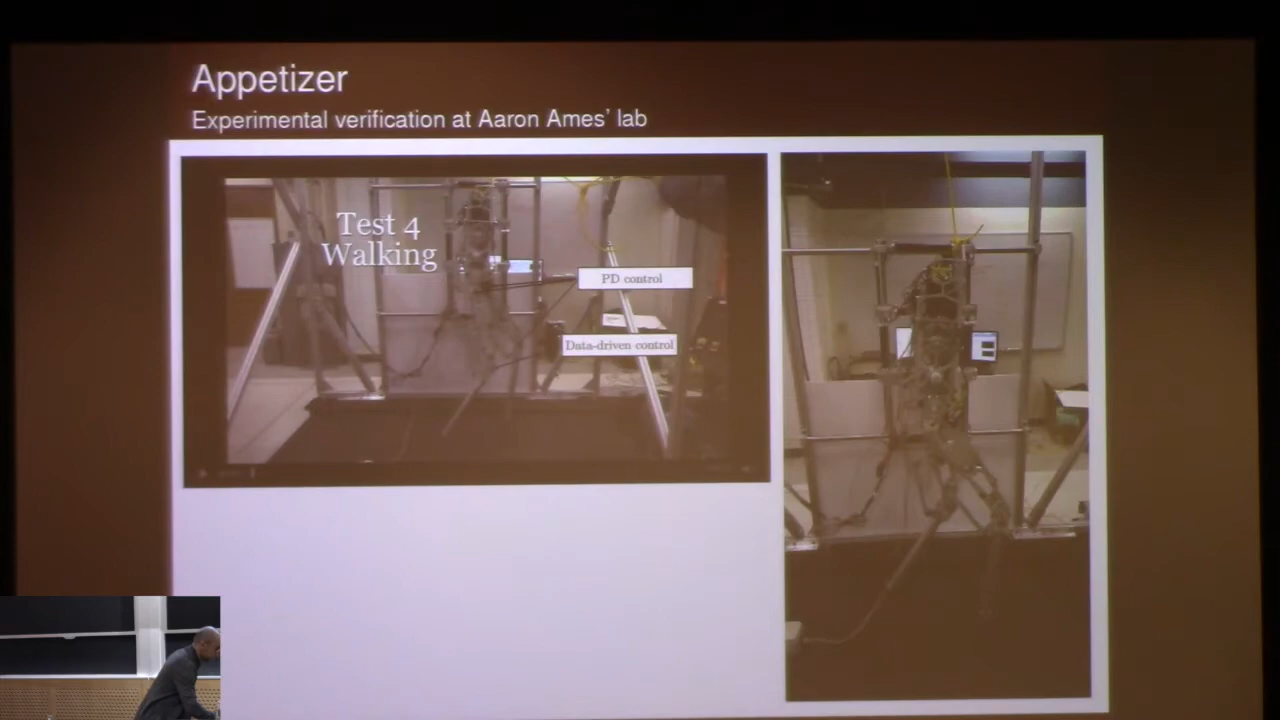 Appetizer
Experimental verification at Aaron Ames' lab
Test 4
Walking
PD control
Data-driven control